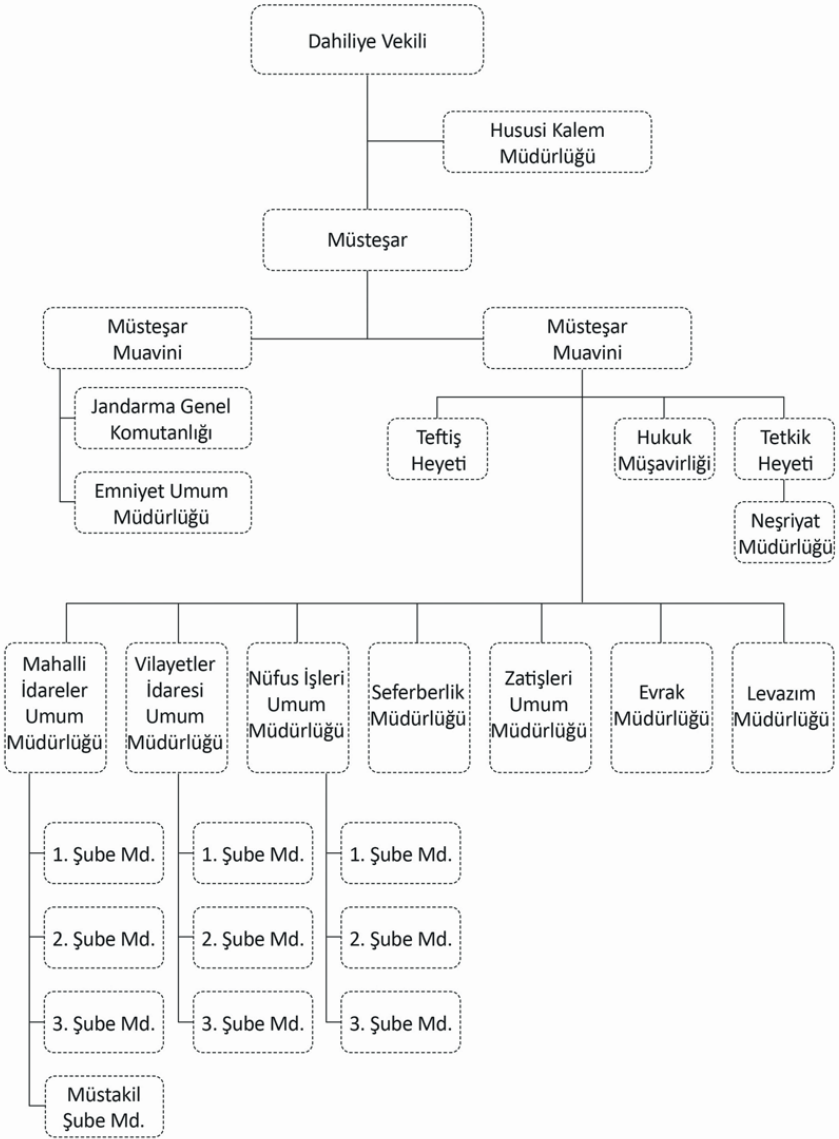 Dahiliye Vekili
Hususi Kalem
Müdürlüğü
Müsteşar
Müsteşar
Muavini
Müsteşar
Muavini
Jandarma Genel
Komutanlığı
Emniyet Umum
Müdürlüğü
Teftiş
Heyeti
Hukuk
Müşavirliği
Tetkik
Heyeti
Neşriyat
Müdürlüğü
Mahalli
İdareler
Umum
Müdürlüğü
Vilayetler
İdaresi
Umum
Müdürlüğü
Nüfus İşleri
Umum
Müdürlüğü
Seferberlik
Müdürlüğü
Zatişleri
Umum
Müdürlüğü
Evrak
Müdürlüğü
Levazım
Müdürlüğü
1. Şube Md.
2. Şube Md.
3. Şube Md.
Müstakil
Şube Md.
1. Şube Md.
2. Şube Md.
3. Şube Md.
1. Şube Md.
2. Şube Md.
3. Şube Md.